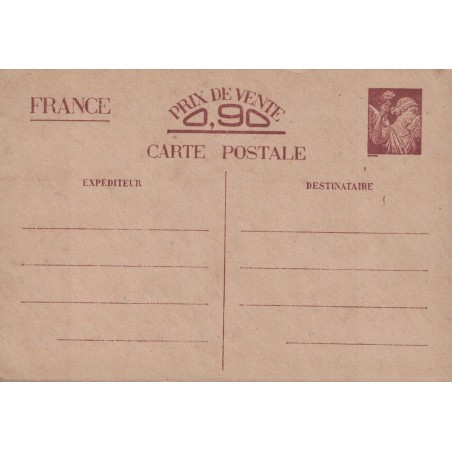 FRANCE
PRIX DE VENTE
0,90
CARTE POSTALE
EXPÉDITEUR
DESTINATAIRE